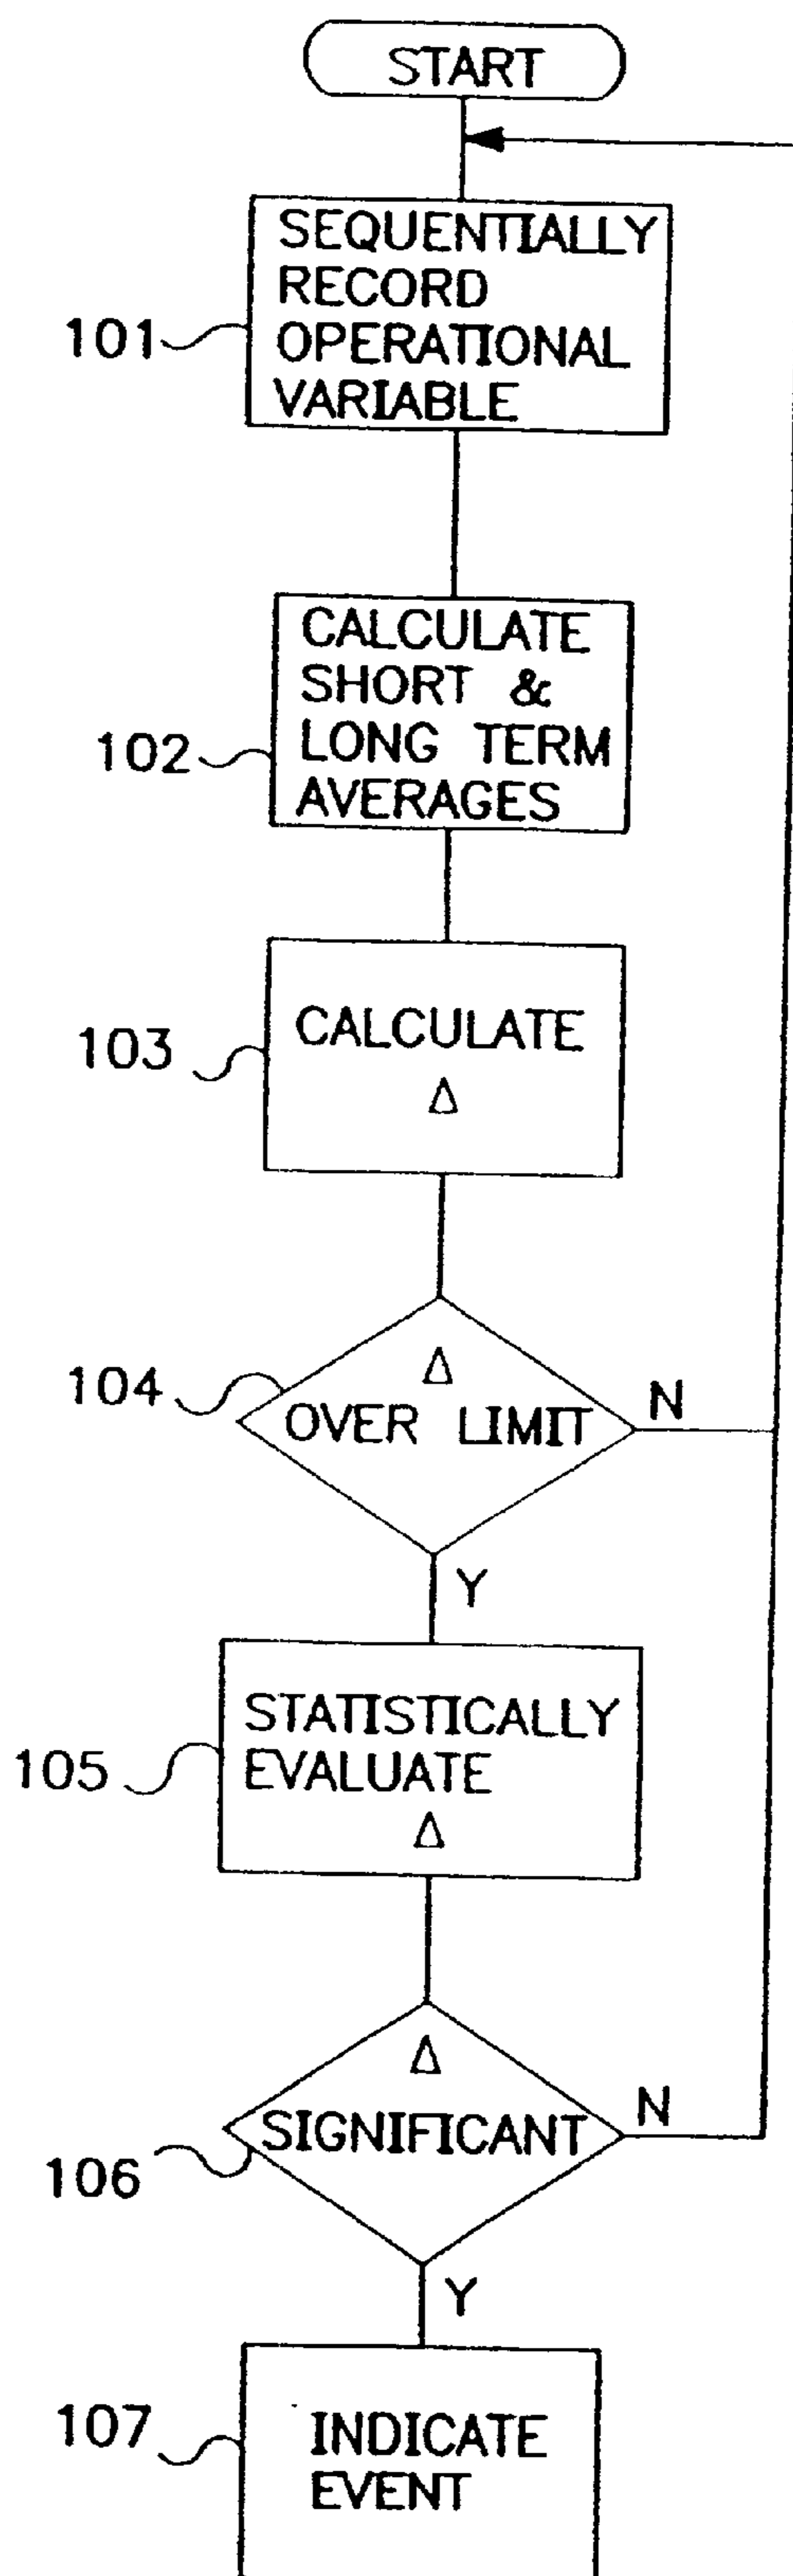 START
SEQUENTIALLY
RECORD
OPERATIONAL
VARIABLE
101
CALCULATE
SHORT &
LONG TERM
AVERAGES
102
CALCULATE
Δ
103
Δ
OVER LIMIT
104
N
Y
STATISTICALLY
EVALUATE
Δ
105
Δ
SIGNIFICANT
106
N
Y
INDICATE
EVENT
107